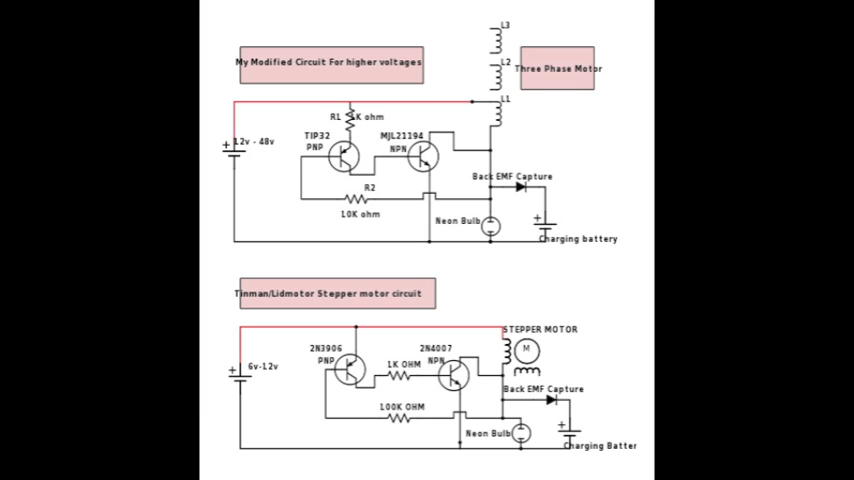 L3
My Modified Circuit For higher voltages
L2
Three Phase Motor
L1
R1 1K ohm
12v - 48v
TIP32
PNP
MJL21194
NPN
Back EMF Capture
R2
10K ohm
Neon Bulb
Charging battery
Tinman/Lidmotor Stepper motor circuit
STEPPER MOTOR
M
2N3906
PNP
2N4007
NPN
6v-12v
1K OHM
Back EMF Capture
100K OHM
Neon Bulb
Charging Batter